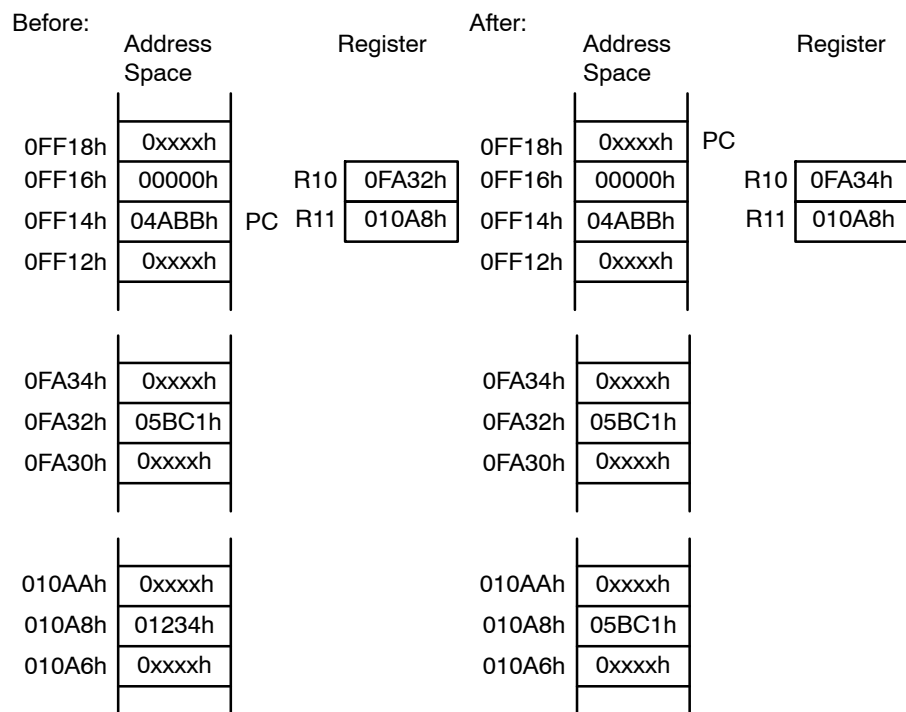 Before:
Address Space
Register
0FF18h 0xxxxh
0FF16h 00000h R10 0FA32h
0FF14h 04ABBh PC R11 010A8h
0FF12h 0xxxxh
0FA34h 0xxxxh
0FA32h 05BC1h
0FA30h 0xxxxh
010AAh 0xxxxh
010A8h 01234h
010A6h 0xxxxh
After:
Address Space
Register
0FF18h 0xxxxh PC
0FF16h 00000h R10 0FA34h
0FF14h 04ABBh R11 010A8h
0FF12h 0xxxxh
0FA34h 0xxxxh
0FA32h 05BC1h
0FA30h 0xxxxh
010AAh 0xxxxh
010A8h 05BC1h
010A6h 0xxxxh